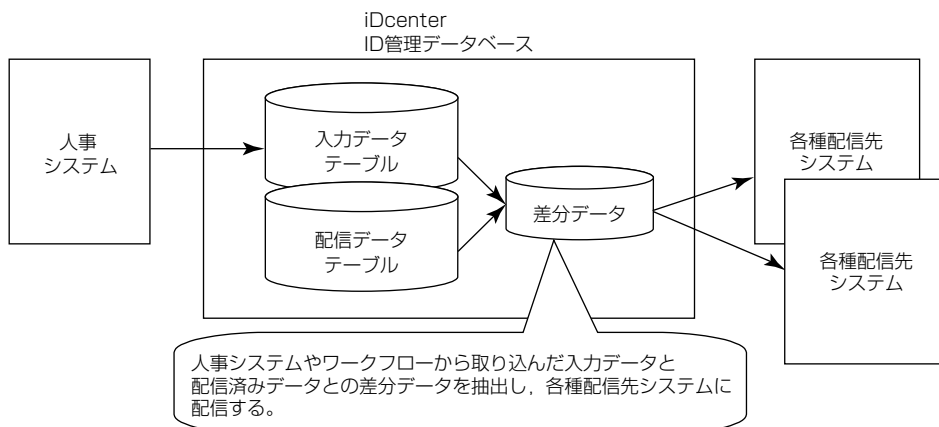 iDcenter
ID管理データベース
人事
システム
入力データ
テーブル
配信データ
テーブル
差分データ
各種配信先
システム
各種配信先
システム
人事システムやワークフローから取り込んだ入力データと
配信済みデータとの差分データを抽出し，各種配信先システムに
配信する。